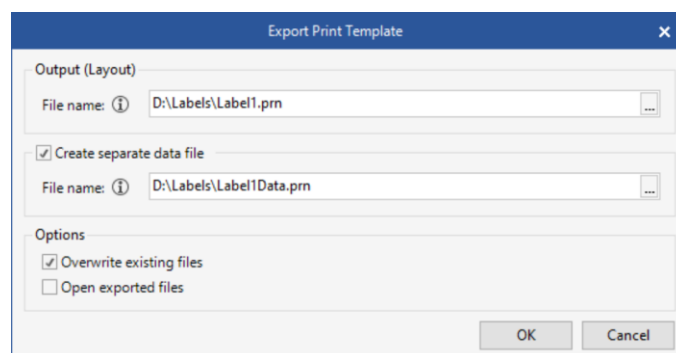 Export Print Template
Output (Layout)
File name: D:\Labels\Label1.prn ...
Create separate data file
File name: D:\Labels\Label1Data.prn ...
Options
Overwrite existing files
Open exported files
OK Cancel